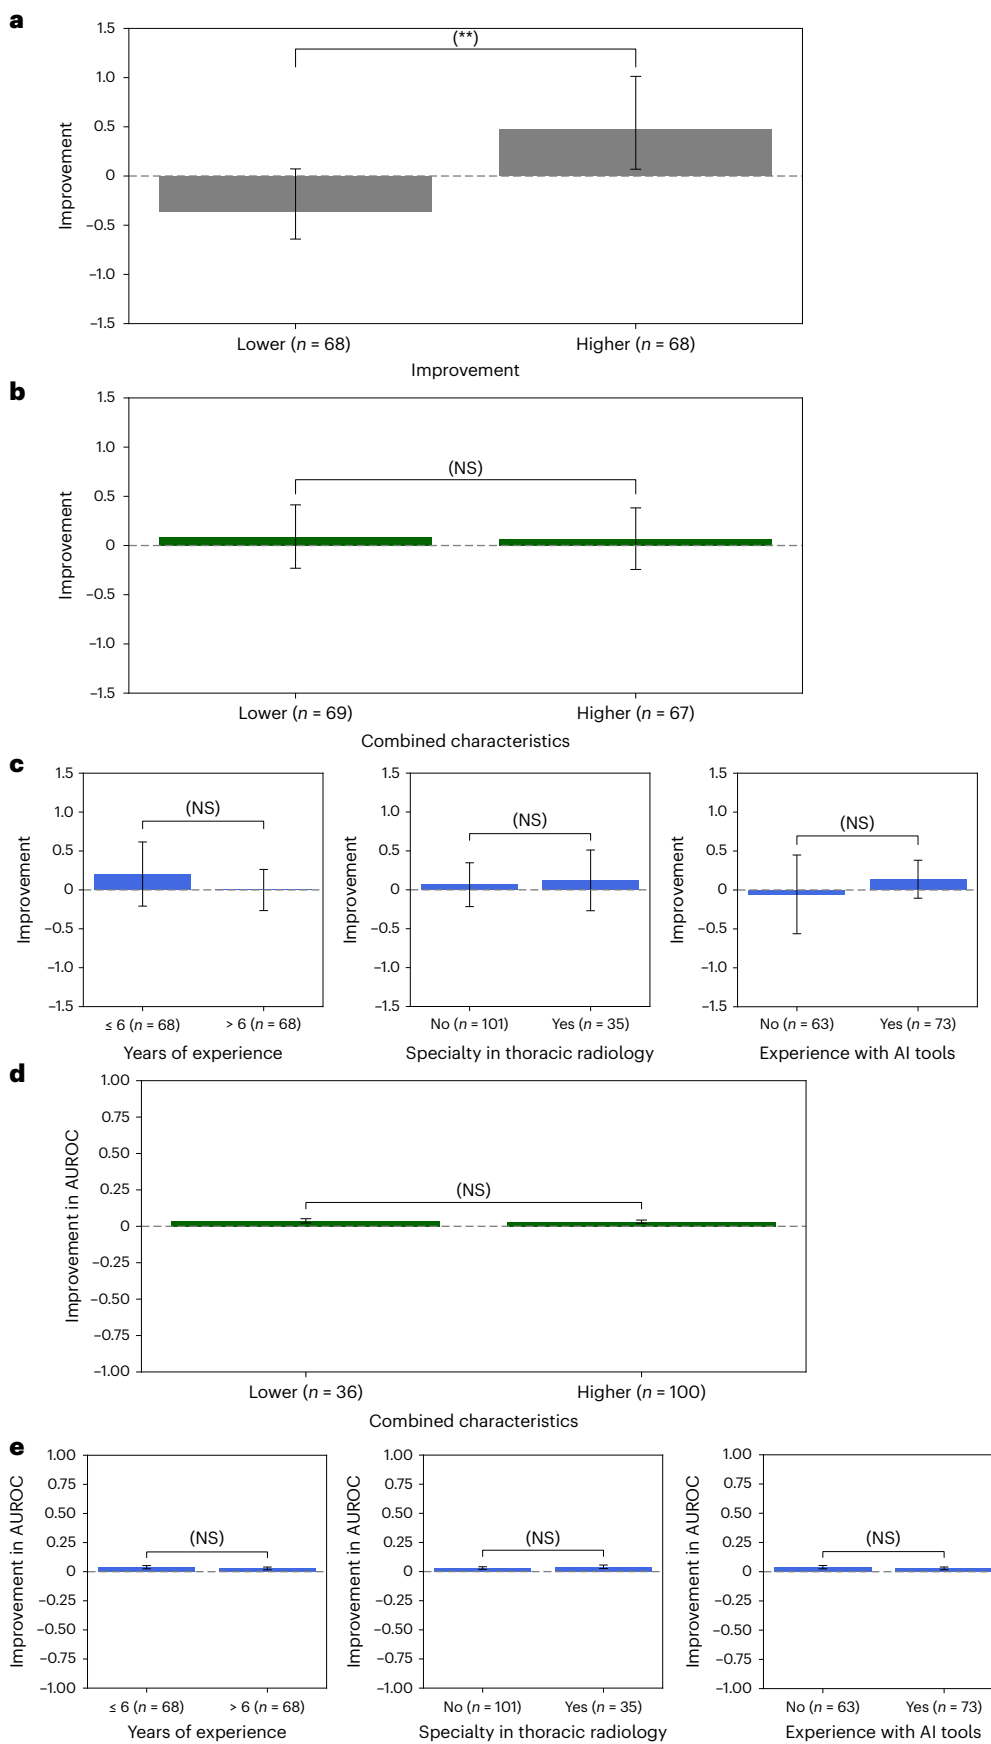 a
1.5
1.0
0.5
0
–0.5
–1.0
–1.5
Improvement
(**)
Lower (n = 68)
Higher (n = 68)
Improvement
b
1.5
1.0
0.5
0
–0.5
–1.0
–1.5
Improvement
(NS)
Lower (n = 69)
Higher (n = 67)
Combined characteristics
c
1.5
1.0
0.5
0
–0.5
–1.0
–1.5
Improvement
(NS)
≤ 6 (n = 68)
> 6 (n = 68)
Years of experience
1.5
1.0
0.5
0
–0.5
–1.0
–1.5
Improvement
(NS)
No (n = 101)
Yes (n = 35)
Specialty in thoracic radiology
1.5
1.0
0.5
0
–0.5
–1.0
–1.5
Improvement
(NS)
No (n = 63)
Yes (n = 73)
Experience with AI tools
d
1.00
0.75
0.50
0.25
0
–0.25
–0.50
–0.75
–1.00
Improvement in AUROC
(NS)
Lower (n = 36)
Higher (n = 100)
Combined characteristics
e
1.00
0.75
0.50
0.25
0
–0.25
–0.50
–0.75
–1.00
Improvement in AUROC
(NS)
≤ 6 (n = 68)
> 6 (n = 68)
Years of experience
1.00
0.75
0.50
0.25
0
–0.25
–0.50
–0.75
–1.00
Improvement in AUROC
(NS)
No (n = 101)
Yes (n = 35)
Specialty in thoracic radiology
1.00
0.75
0.50
0.25
0
–0.25
–0.50
–0.75
–1.00
Improvement in AUROC
(NS)
No (n = 63)
Yes (n = 73)
Experience with AI tools